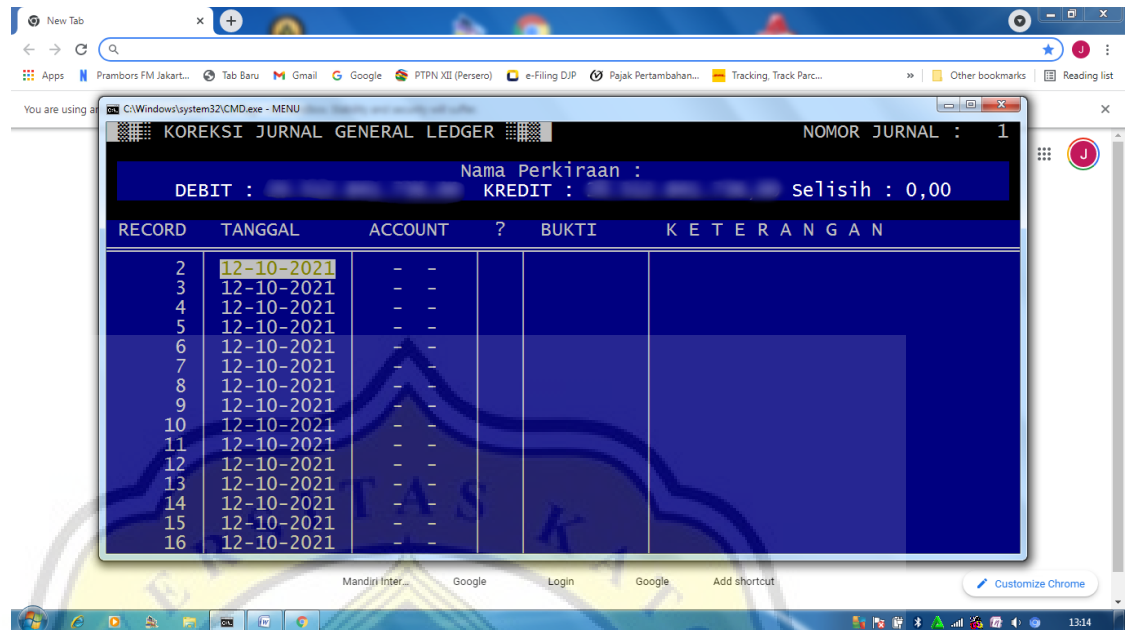 New Tab
Apps Prambors FM Jakart... Tab Baru Gmail Google PTPN XII (Persero) e-Filing DJP Pajak Pertambahan... Tracking, Track Parc... » Other bookmarks Reading list
You are using an
C:\Windows\system32\CMD.exe - MENU
KOREKSI JURNAL GENERAL LEDGER NOMOR JURNAL : 1
J
Nama Perkiraan :
DEBIT : KREDIT : Selisih : 0,00
RECORD TANGGAL ACCOUNT ? BUKTI K E T E R A N G A N
2 12-10-2021 - -
3 12-10-2021 - -
4 12-10-2021 - -
5 12-10-2021 - -
6 12-10-2021 - -
7 12-10-2021 - -
8 12-10-2021 - -
9 12-10-2021 - -
10 12-10-2021 - -
11 12-10-2021 - -
12 12-10-2021 - -
13 12-10-2021 - -
14 12-10-2021 - -
15 12-10-2021 - -
16 12-10-2021 - -
Mandiri Inter... Google Login Google Add shortcut Customize Chrome
13:14